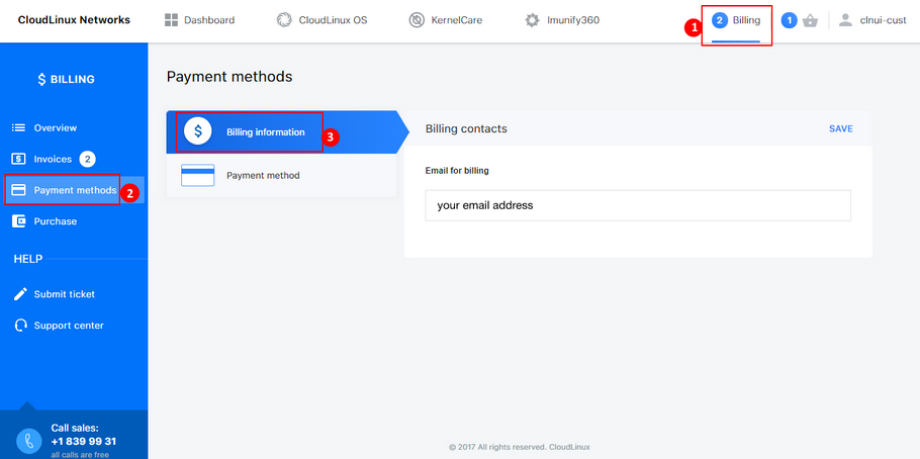 CloudLinux Networks
Dashboard
CloudLinux OS
KernelCare
Imunify360
1
2 Billing
1
clnui-cust
$ BILLING
Overview
Invoices 2
Payment methods 2
Purchase
HELP
Submit ticket
Support center
Call sales:
+1 839 99 31
all calls are free
Payment methods
$ Billing information 3
Payment method
Billing contacts
SAVE
Email for billing
your email address
© 2017 All rights reserved. CloudLinux